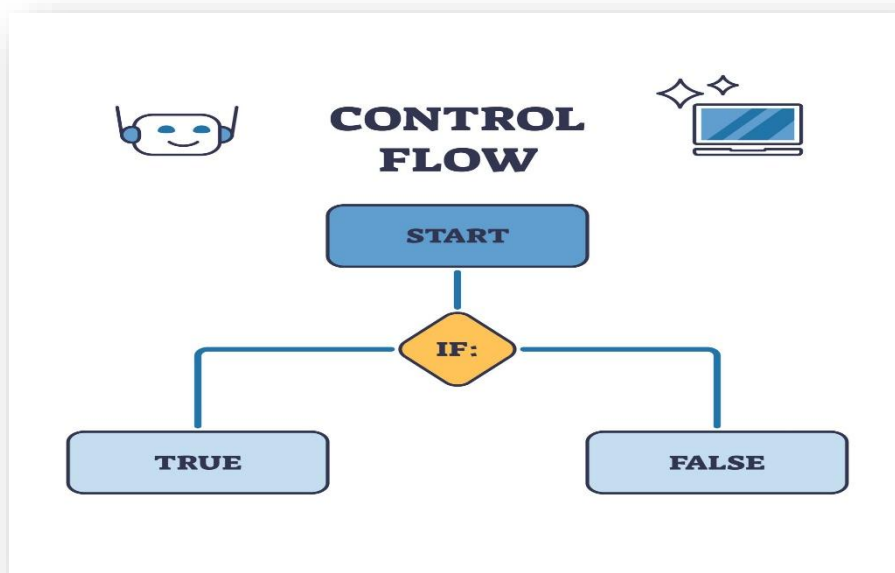 CONTROL
FLOW
START
IF:
TRUE
FALSE